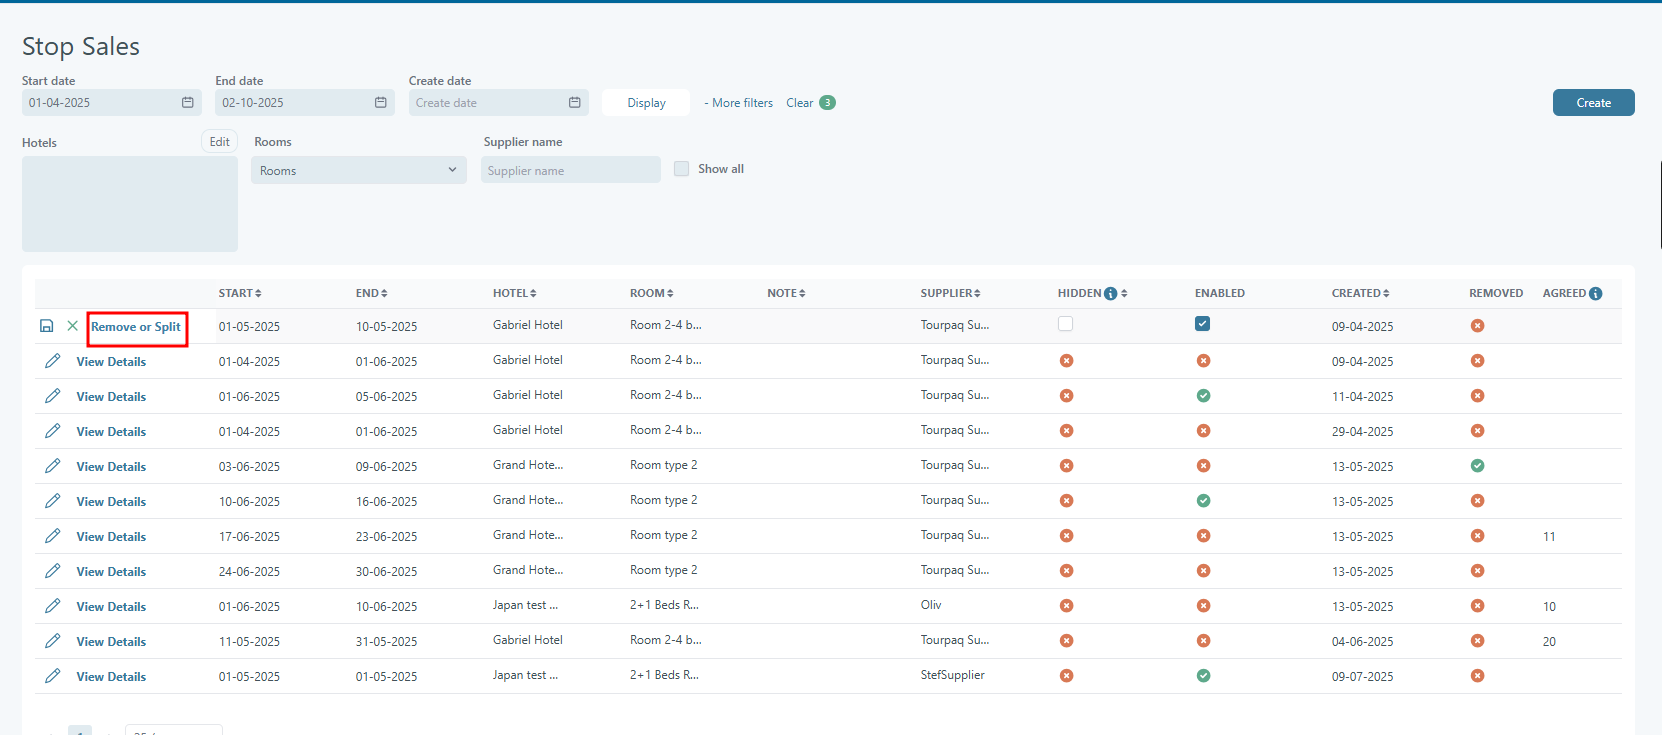 Stop Sales
Start date End date Create date
01-04-2025 02-10-2025 Create date Display - More filters Clear 3 Create
Hotels Edit Rooms Supplier name
Rooms Supplier name Show all
START END HOTEL ROOM NOTE SUPPLIER HIDDEN ENABLED CREATED REMOVED AGREED
Remove or Split 01-05-2025 10-05-2025 Gabriel Hotel Room 2-4 b... Tourpaq Su... 09-04-2025
View Details 01-04-2025 01-06-2025 Gabriel Hotel Room 2-4 b... Tourpaq Su... 09-04-2025
View Details 01-06-2025 05-06-2025 Gabriel Hotel Room 2-4 b... Tourpaq Su... 11-04-2025
View Details 01-04-2025 01-06-2025 Gabriel Hotel Room 2-4 b... Tourpaq Su... 29-04-2025
View Details 03-06-2025 09-06-2025 Grand Hote... Room type 2 Tourpaq Su... 13-05-2025
View Details 10-06-2025 16-06-2025 Grand Hote... Room type 2 Tourpaq Su... 13-05-2025
View Details 17-06-2025 23-06-2025 Grand Hote... Room type 2 Tourpaq Su... 13-05-2025 11
View Details 24-06-2025 30-06-2025 Grand Hote... Room type 2 Tourpaq Su... 13-05-2025
View Details 01-06-2025 10-06-2025 Japan test ... 2+1 Beds R... Oliv 13-05-2025 10
View Details 11-05-2025 31-05-2025 Gabriel Hotel Room 2-4 b... Tourpaq Su... 04-06-2025 20
View Details 01-05-2025 01-05-2025 Japan test ... 2+1 Beds R... StefSupplier 09-07-2025